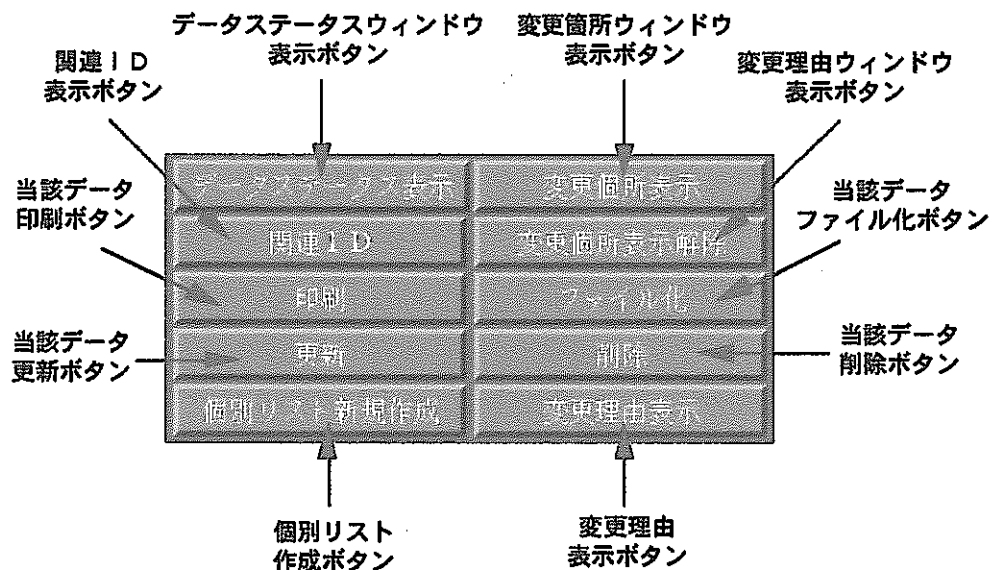 データステータスウィンドウ
表示ボタン
変更箇所ウィンドウ
表示ボタン
関連ＩＤ
表示ボタン
変更理由ウィンドウ
表示ボタン
データステータス表示
変更個所表示
当該データ
印刷ボタン
当該データ
ファイル化ボタン
関連ＩＤ
変更個所表示解除
印刷
ファイル化
当該データ
更新ボタン
更新
削除
当該データ
削除ボタン
個別リスト新規作成
変更理由表示
個別リスト
作成ボタン
変更理由
表示ボタン